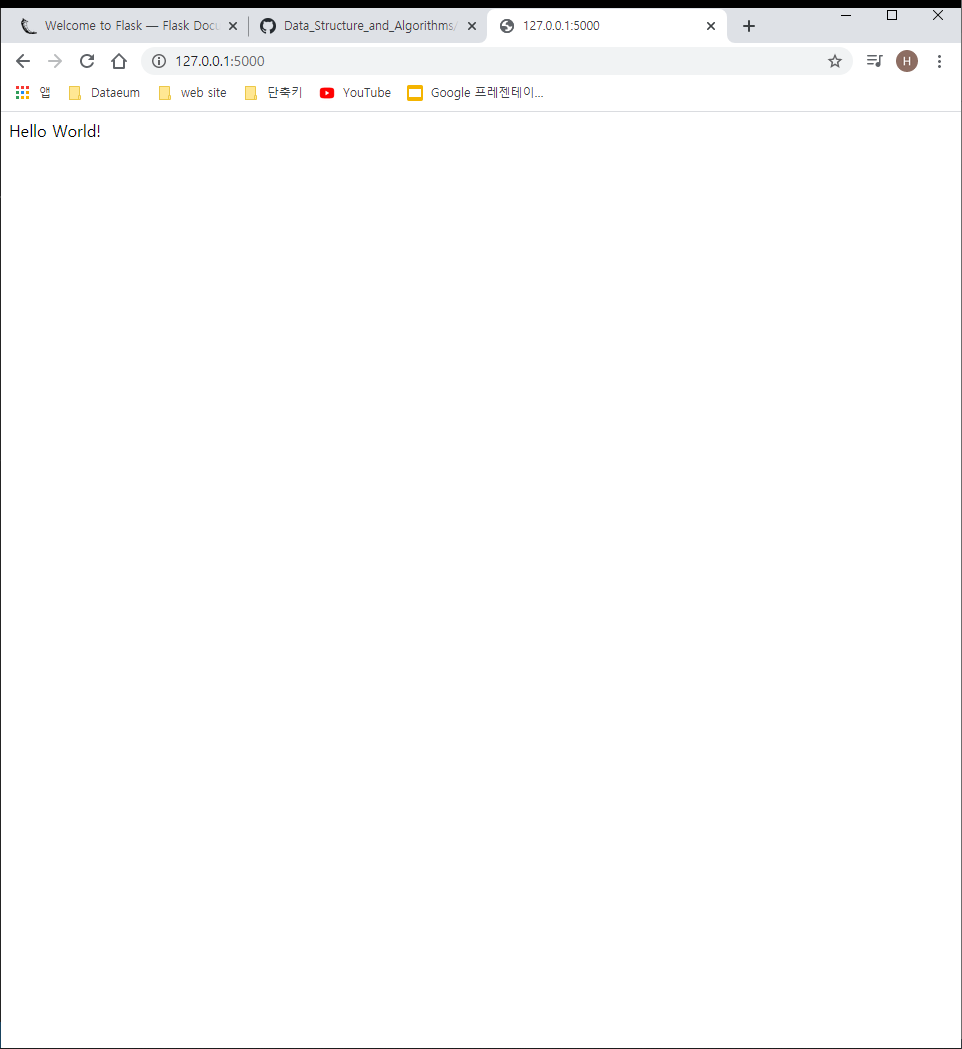 Welcome to Flask — Flask Docu
Data_Structure_and_Algorithms/
127.0.0.1:5000
127.0.0.1:5000
H
앱
Dataeum
web site
단축키
YouTube
Google 프레젠테이...
Hello World!